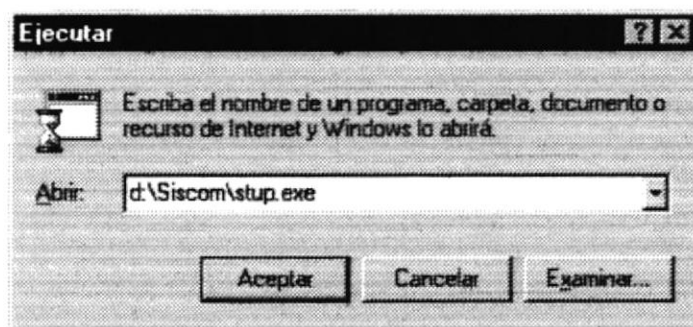 Ejecutar
Escriba el nombre de un programa, carpeta, documento o
recurso de Internet y Windows lo abrirá.
Abrir: d:\Siscom\stup.exe
Aceptar Cancelar Examinar...